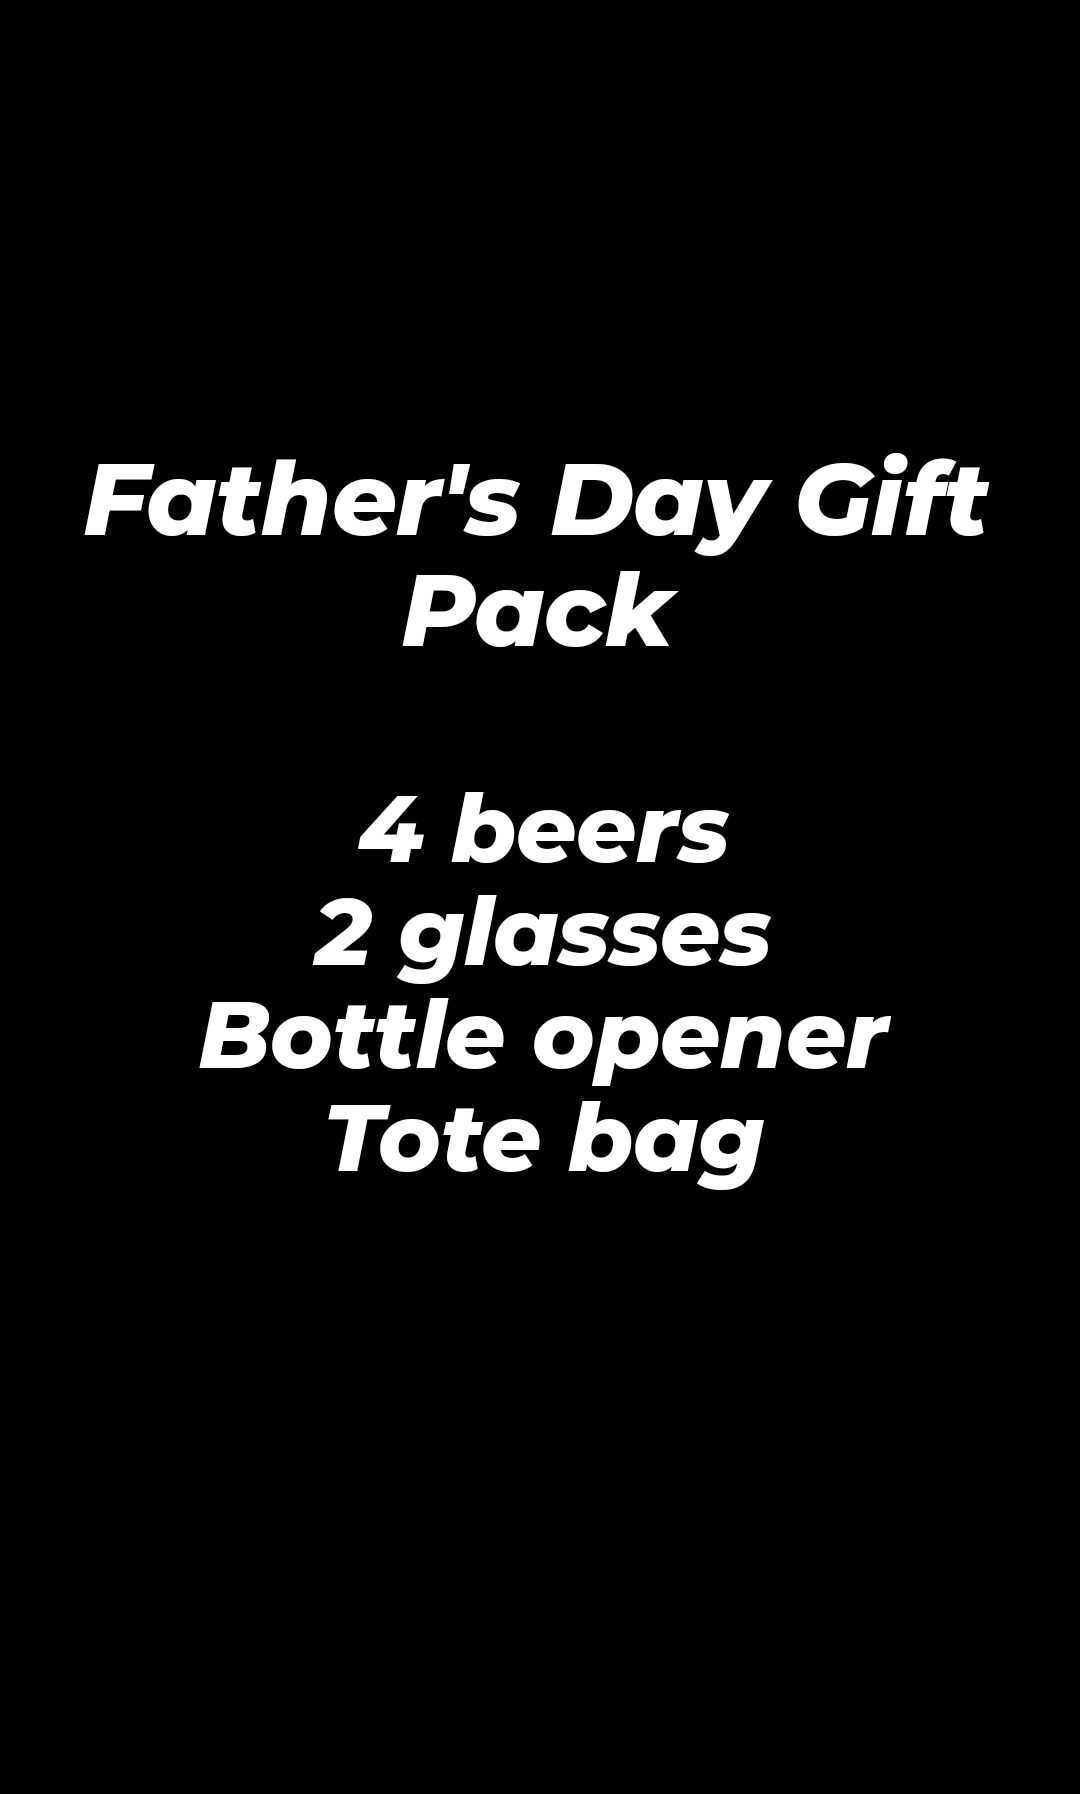 Father's Day Gift
Pack
4 beers
2 glasses
Bottle opener
Tote bag